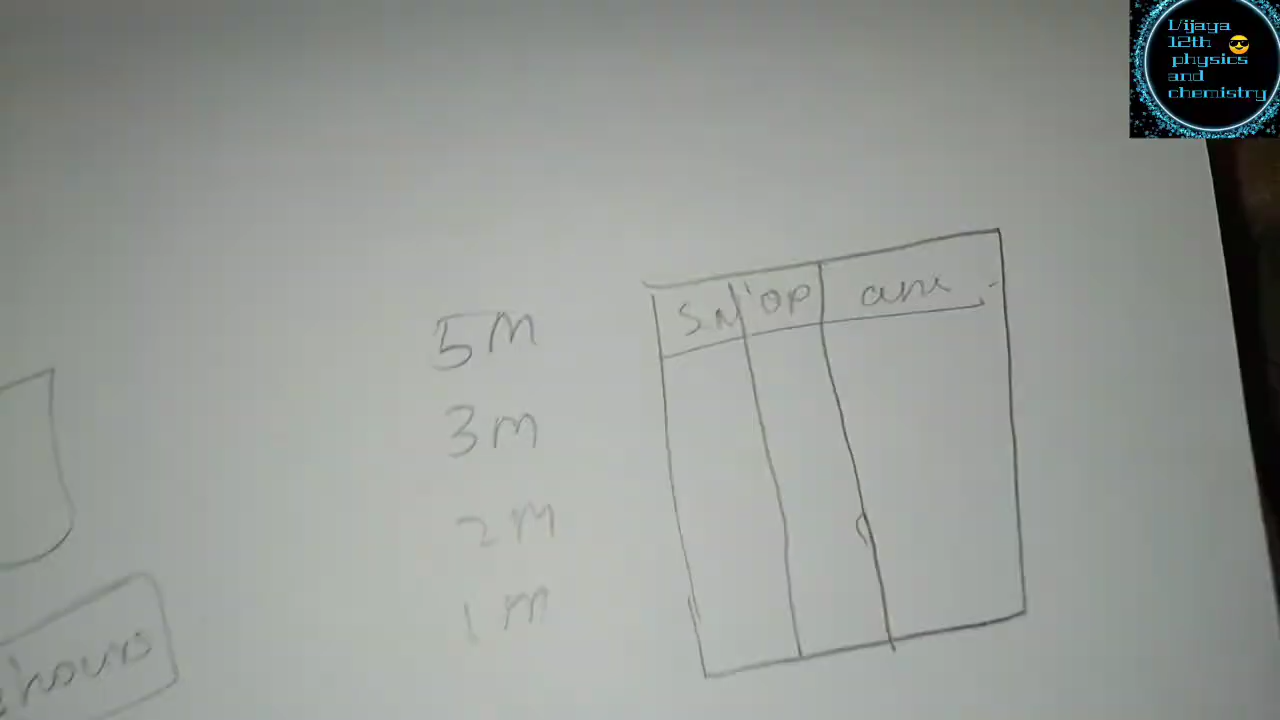 Vijaya
12th 😎
physics
and
chemistry
SN OP ans
5M
3M
2M
1M
hours